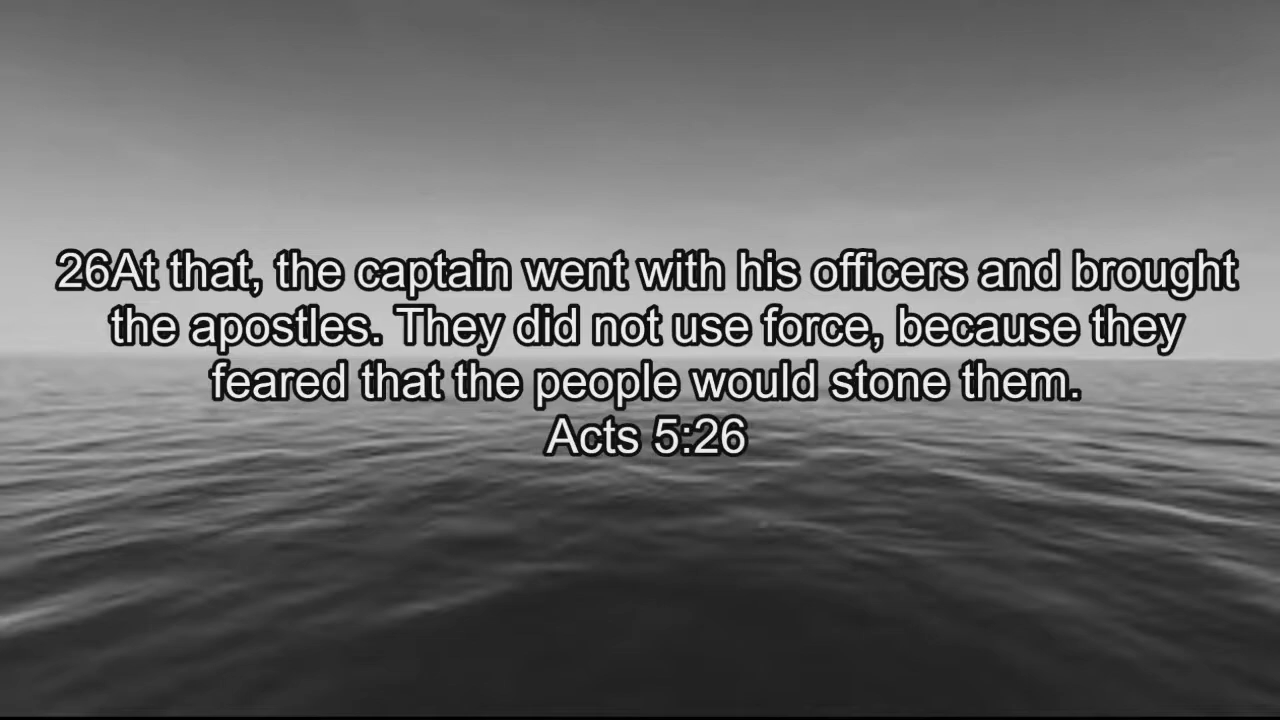 26At that, the captain went with his officers and brought
the apostles. They did not use force, because they
feared that the people would stone them.
Acts 5:26